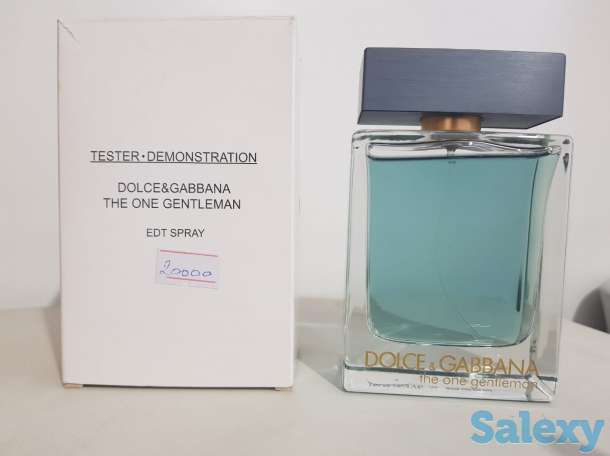 TESTER•DEMONSTRATION
DOLCE&GABBANA
THE ONE GENTLEMAN
EDT SPRAY
20000
DOLCE&GABBANA
the one gentleman
Salexy